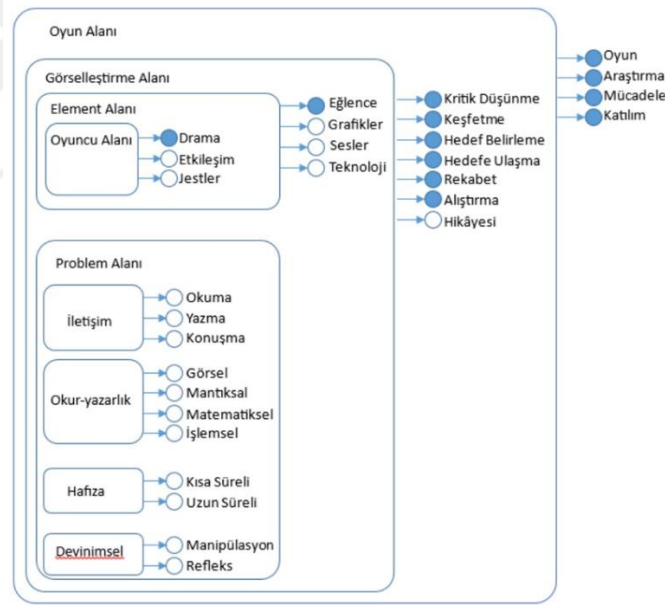 Oyun Alanı
Görselleştirme Alanı
Element Alanı
Oyuncu Alanı
Drama
Etkileşim
Jestler
Eğlence
Grafikler
Sesler
Teknoloji
Kritik Düşünme
Keşfetme
Hedef Belirleme
Hedefe Ulaşma
Rekabet
Alıştırma
Hikâyesi
Oyun
Araştırma
Mücadele
Katılım
Problem Alanı
İletişim
Okuma
Yazma
Konuşma
Okur-yazarlık
Görsel
Mantıksal
Matematiksel
İşlemsel
Hafıza
Kısa Süreli
Uzun Süreli
Devinimsel
Manipülasyon
Refleks